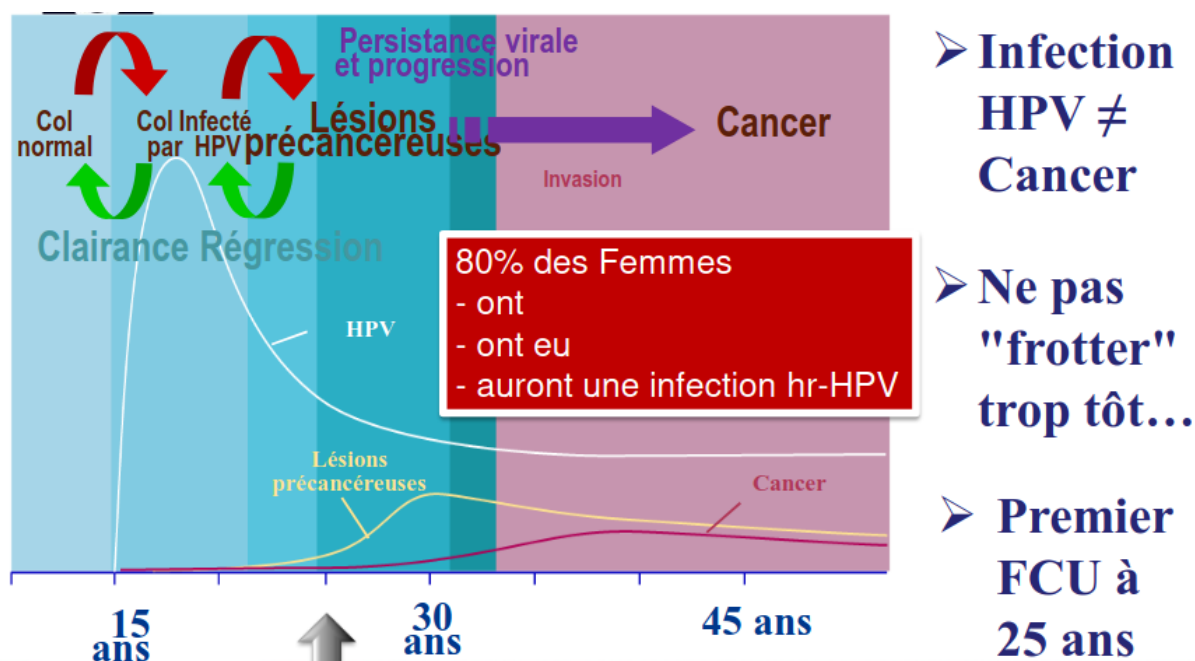 Persistance virale
et progression
Col
normal
Col Infecté
par HPV
Lésions
précancéreuses
Cancer
Invasion
Clairance Régression
80% des Femmes
- ont
- ont eu
- auront une infection hr-HPV
HPV
Lésions
précancéreuses
Cancer
15
ans
30
ans
45 ans
➢ Infection
HPV ≠
Cancer
➢ Ne pas
"frotter"
trop tôt…
➢ Premier
FCU à
25 ans